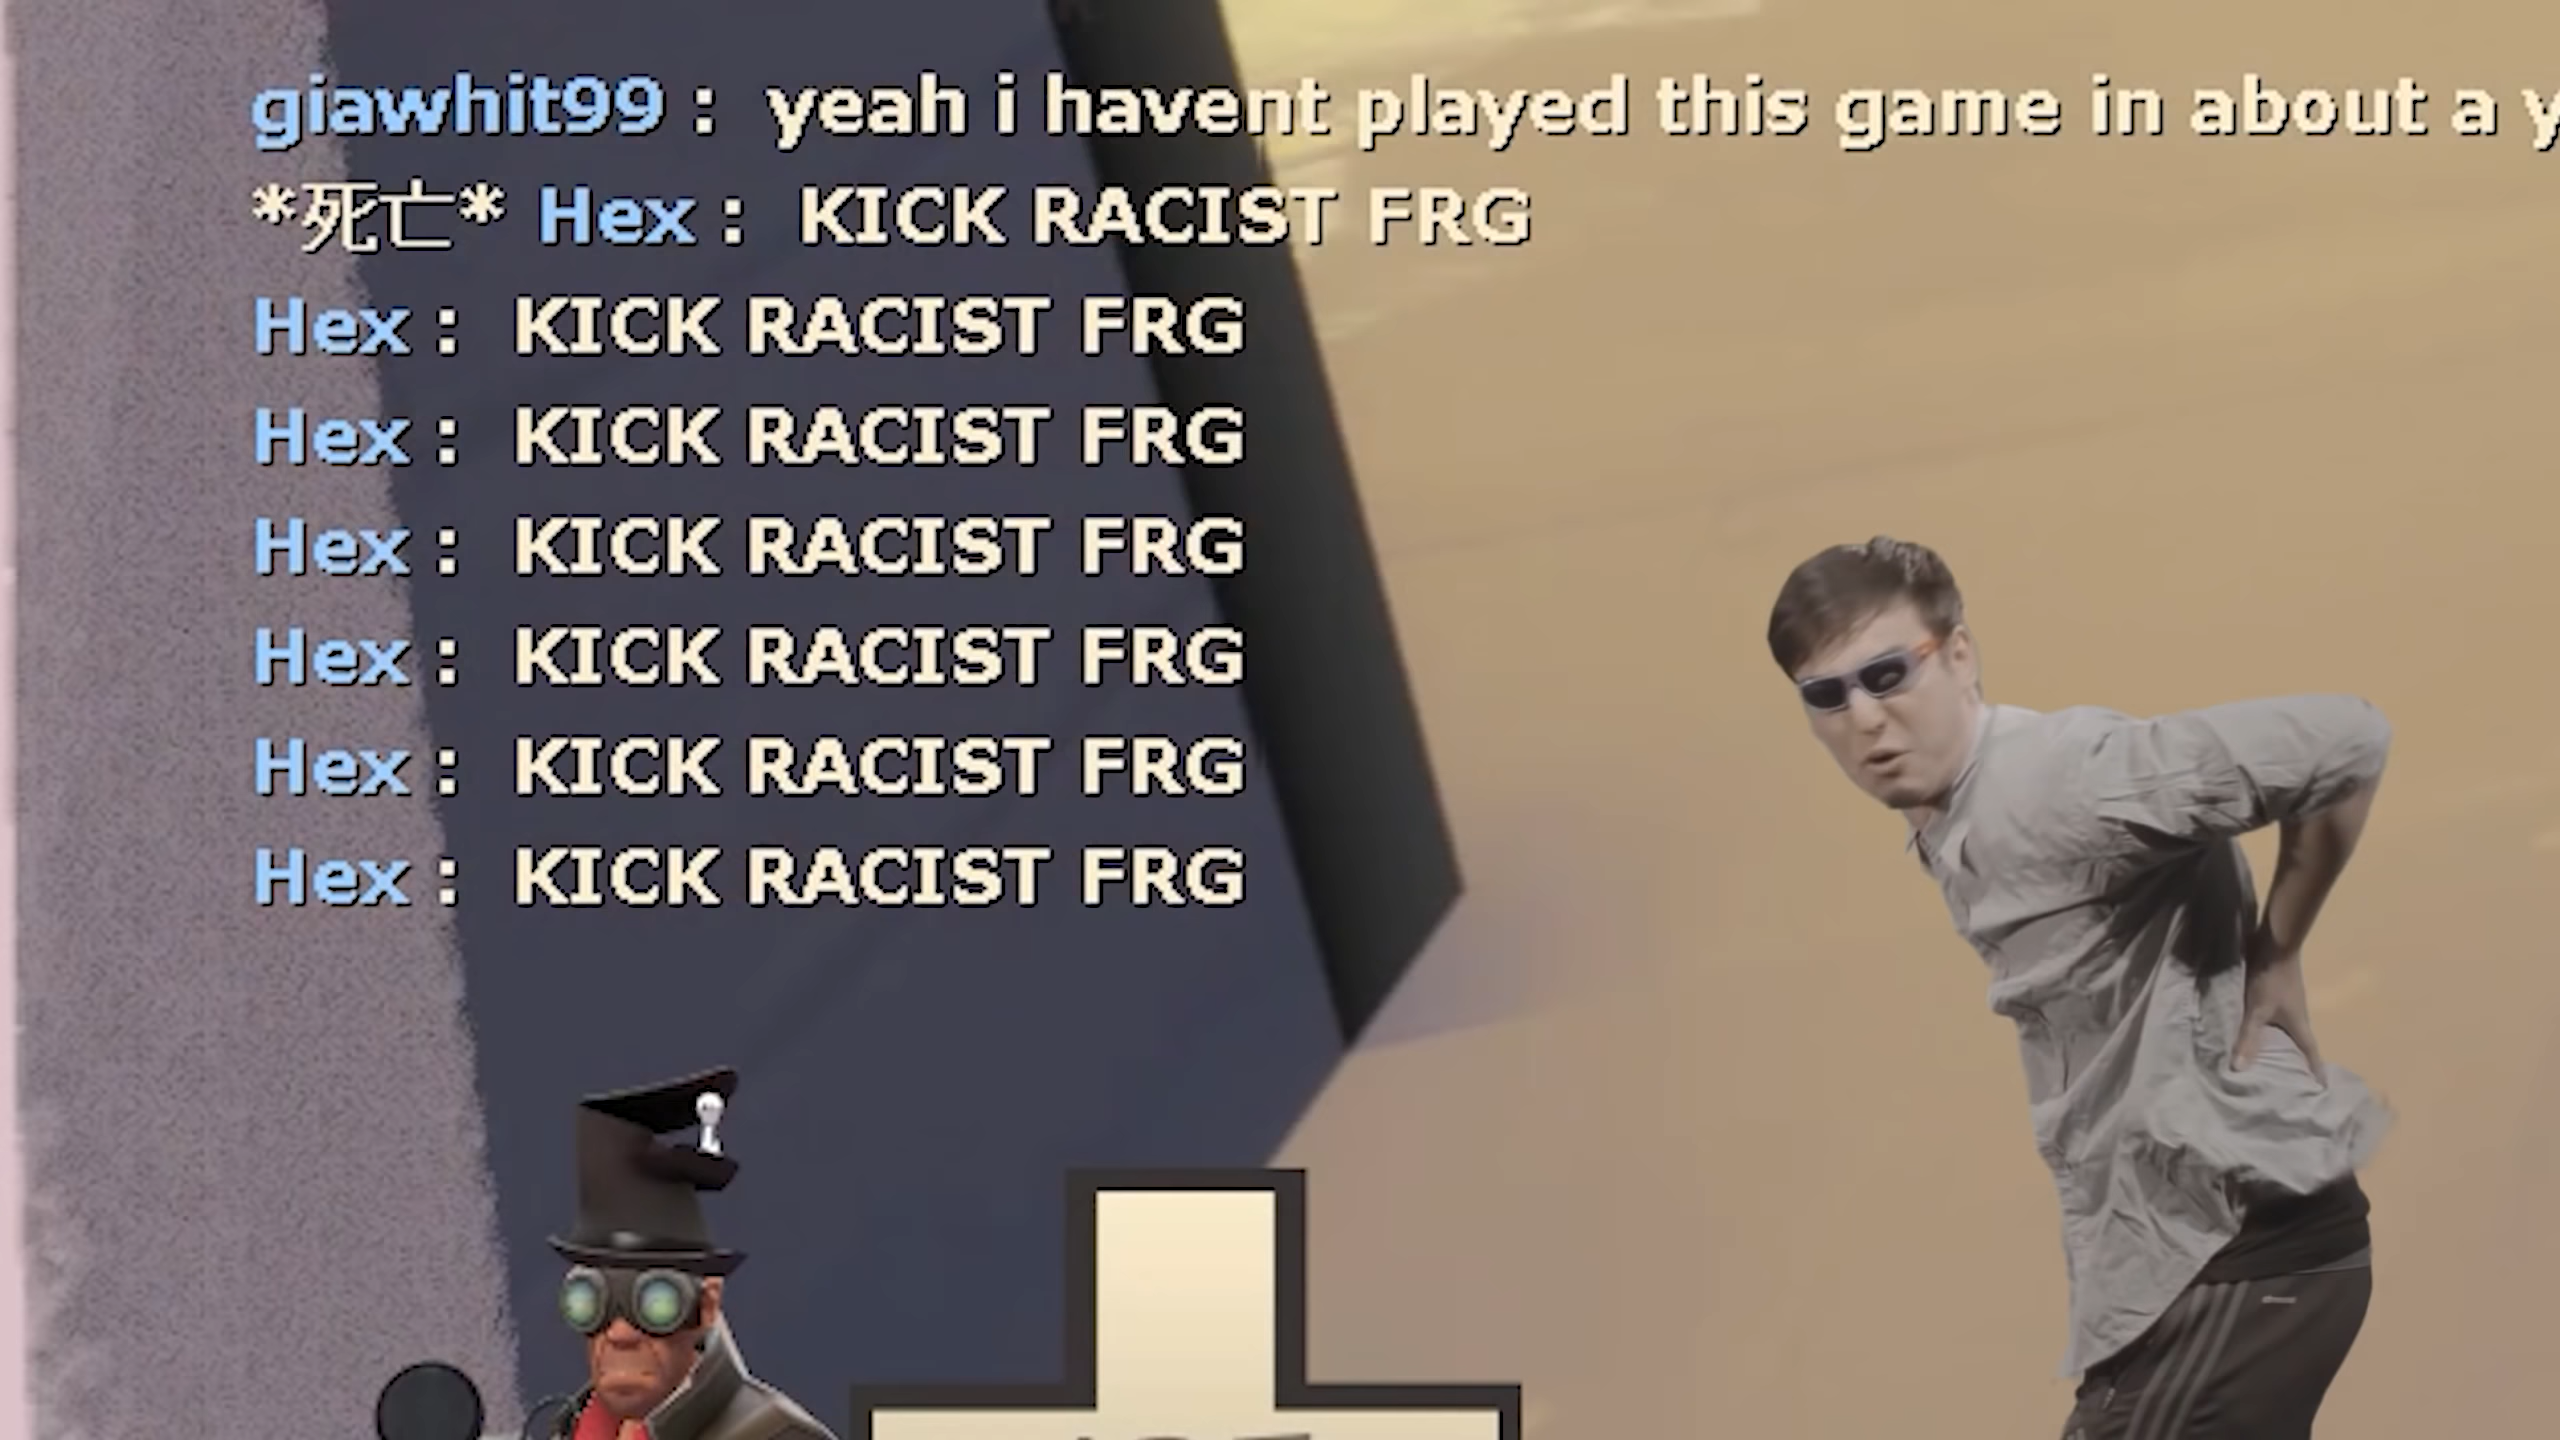 giawhit99 :  yeah i havent played this game in about a
*死亡* Hex :  KICK RACIST FRG
Hex :  KICK RACIST FRG
Hex :  KICK RACIST FRG
Hex :  KICK RACIST FRG
Hex :  KICK RACIST FRG
Hex :  KICK RACIST FRG
Hex :  KICK RACIST FRG